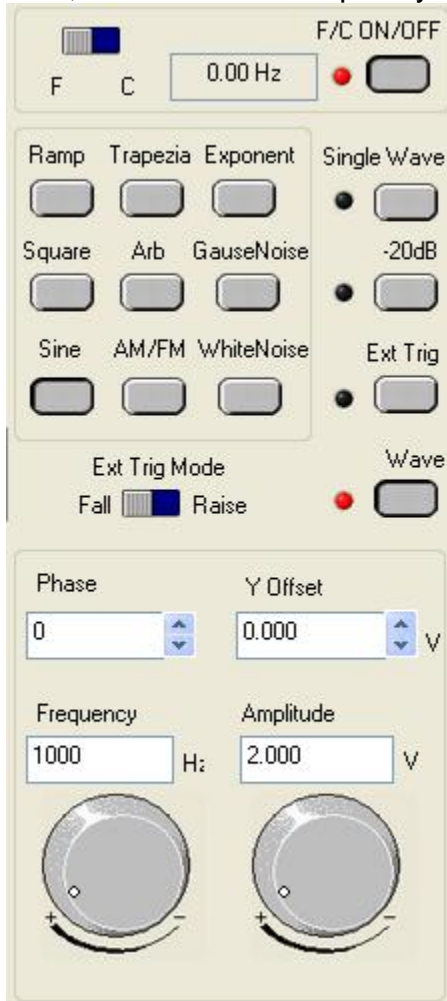 F/C ON/OFF
F C
0.00 Hz
Ramp Trapezia Exponent
Single Wave
Square Arb GauseNoise
-20dB
Sine AM/FM WhiteNoise
Ext Trig
Wave
Ext Trig Mode
Fall Raise
Phase Y Offset
0 0.000 V
Frequency Amplitude
1000 Hz 2.000 V
+ - + -